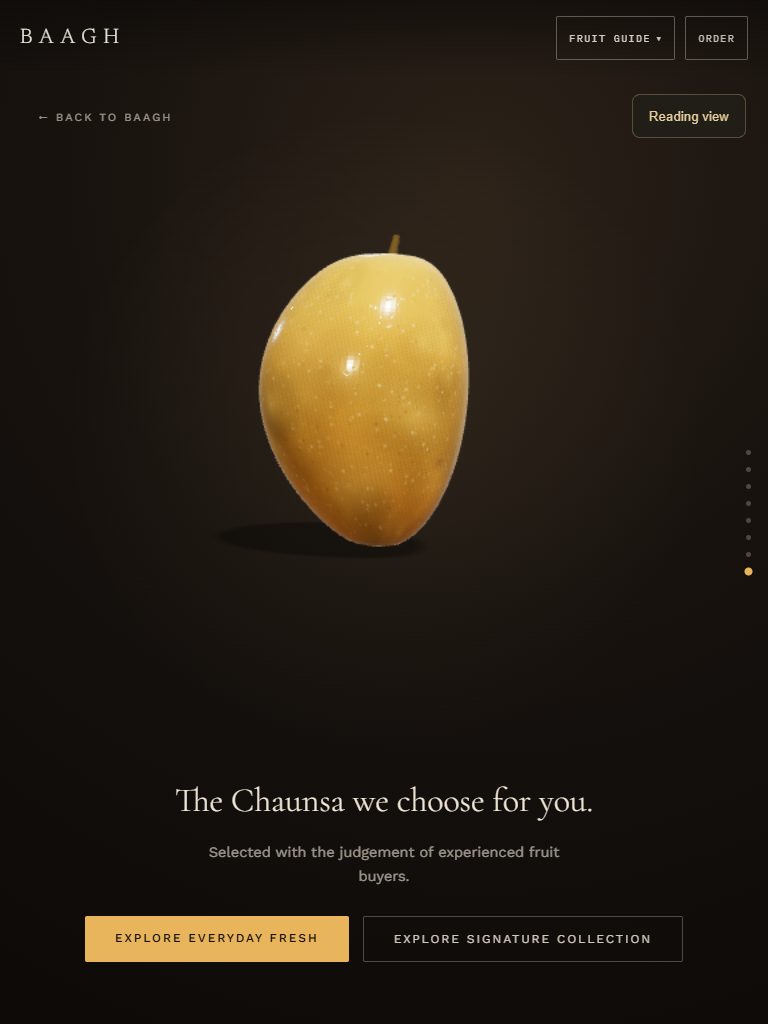 BAAGH
FRUIT GUIDE ▾
ORDER
← BACK TO BAAGH
Reading view
The Chaunsa we choose for you.
Selected with the judgement of experienced fruit
buyers.
EXPLORE EVERYDAY FRESH
EXPLORE SIGNATURE COLLECTION